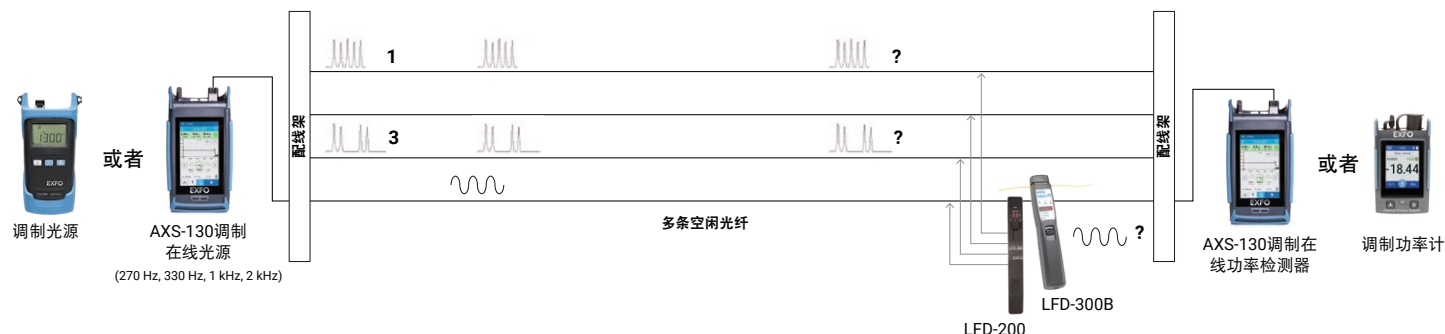 1
?
3
?
配线架
配线架
1300
EXFO
EXFO
EXFO
EXFO
-18.44
或者
或者
调制光源
AXS-130调制
在线光源
(270 Hz, 330 Hz, 1 kHz, 2 kHz)
多条空闲光纤
?
LFD-300B
LFD-200
AXS-130调制在
线功率检测器
调制功率计